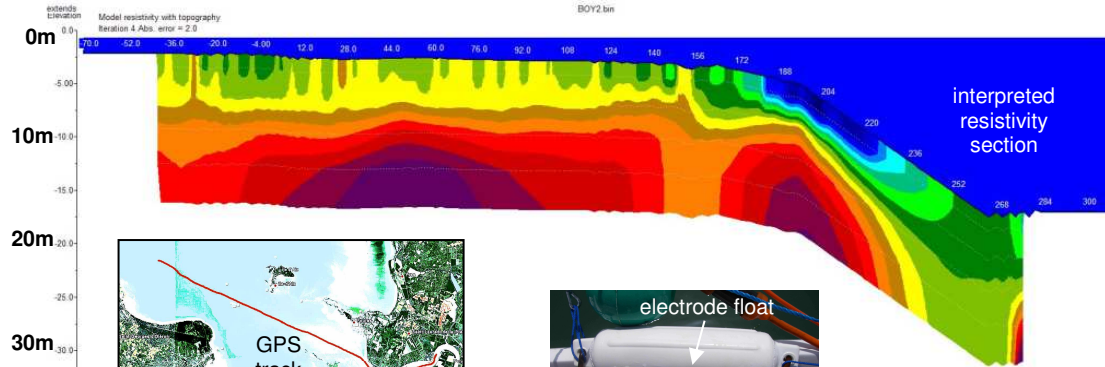 extends
Elevation
Model resistivity with topography
Iteration 4 Abs. error = 2.0
BOY2.bin
0m
0.0
-70.0 -52.0 -36.0 -20.0 -4.00 12.0 28.0 44.0 60.0 76.0 92.0 108 124 140 156 172 188 204 220 236 252 268 284 300
-5.00
10m
-10.0
-15.0
20m
-20.0
-25.0
30m
-30.0
interpreted
resistivity
section
GPS
track
electrode float